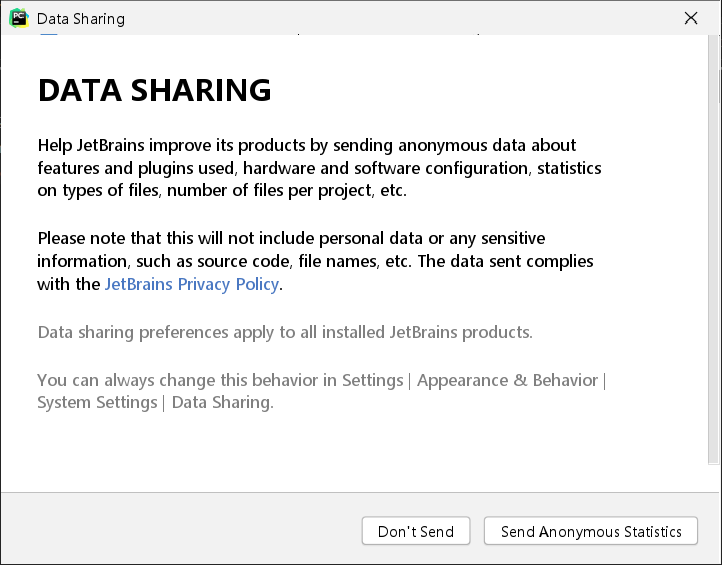 PC
Data Sharing
DATA SHARING
Help JetBrains improve its products by sending anonymous data about
features and plugins used, hardware and software configuration, statistics
on types of files, number of files per project, etc.
Please note that this will not include personal data or any sensitive
information, such as source code, file names, etc. The data sent complies
with the JetBrains Privacy Policy.
Data sharing preferences apply to all installed JetBrains products.
You can always change this behavior in Settings | Appearance & Behavior |
System Settings | Data Sharing.
Don't Send
Send Anonymous Statistics